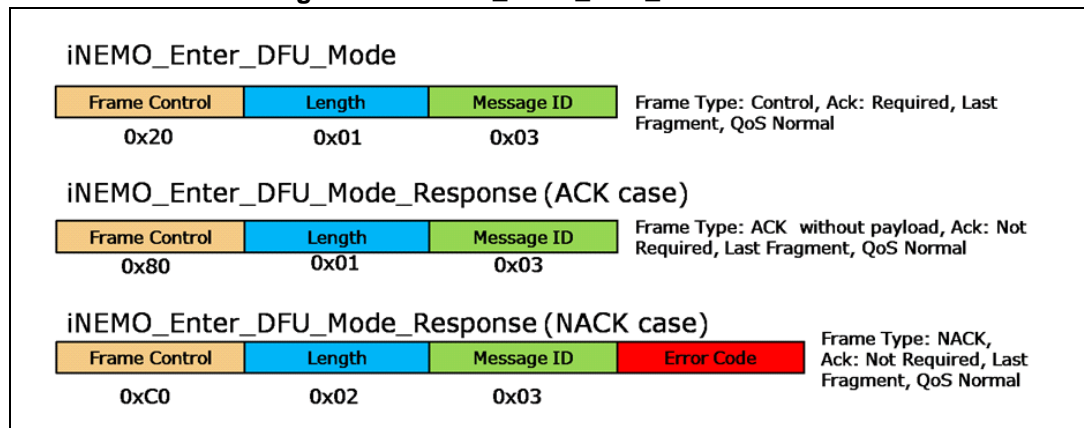 iNEMO_Enter_DFU_Mode
Frame Control Length Message ID
0x20 0x01 0x03
Frame Type: Control, Ack: Required, Last
Fragment, QoS Normal
iNEMO_Enter_DFU_Mode_Response (ACK case)
Frame Control Length Message ID
0x80 0x01 0x03
Frame Type: ACK without payload, Ack: Not
Required, Last Fragment, QoS Normal
iNEMO_Enter_DFU_Mode_Response (NACK case)
Frame Control Length Message ID Error Code
0xC0 0x02 0x03
Frame Type: NACK,
Ack: Not Required, Last
Fragment, QoS Normal